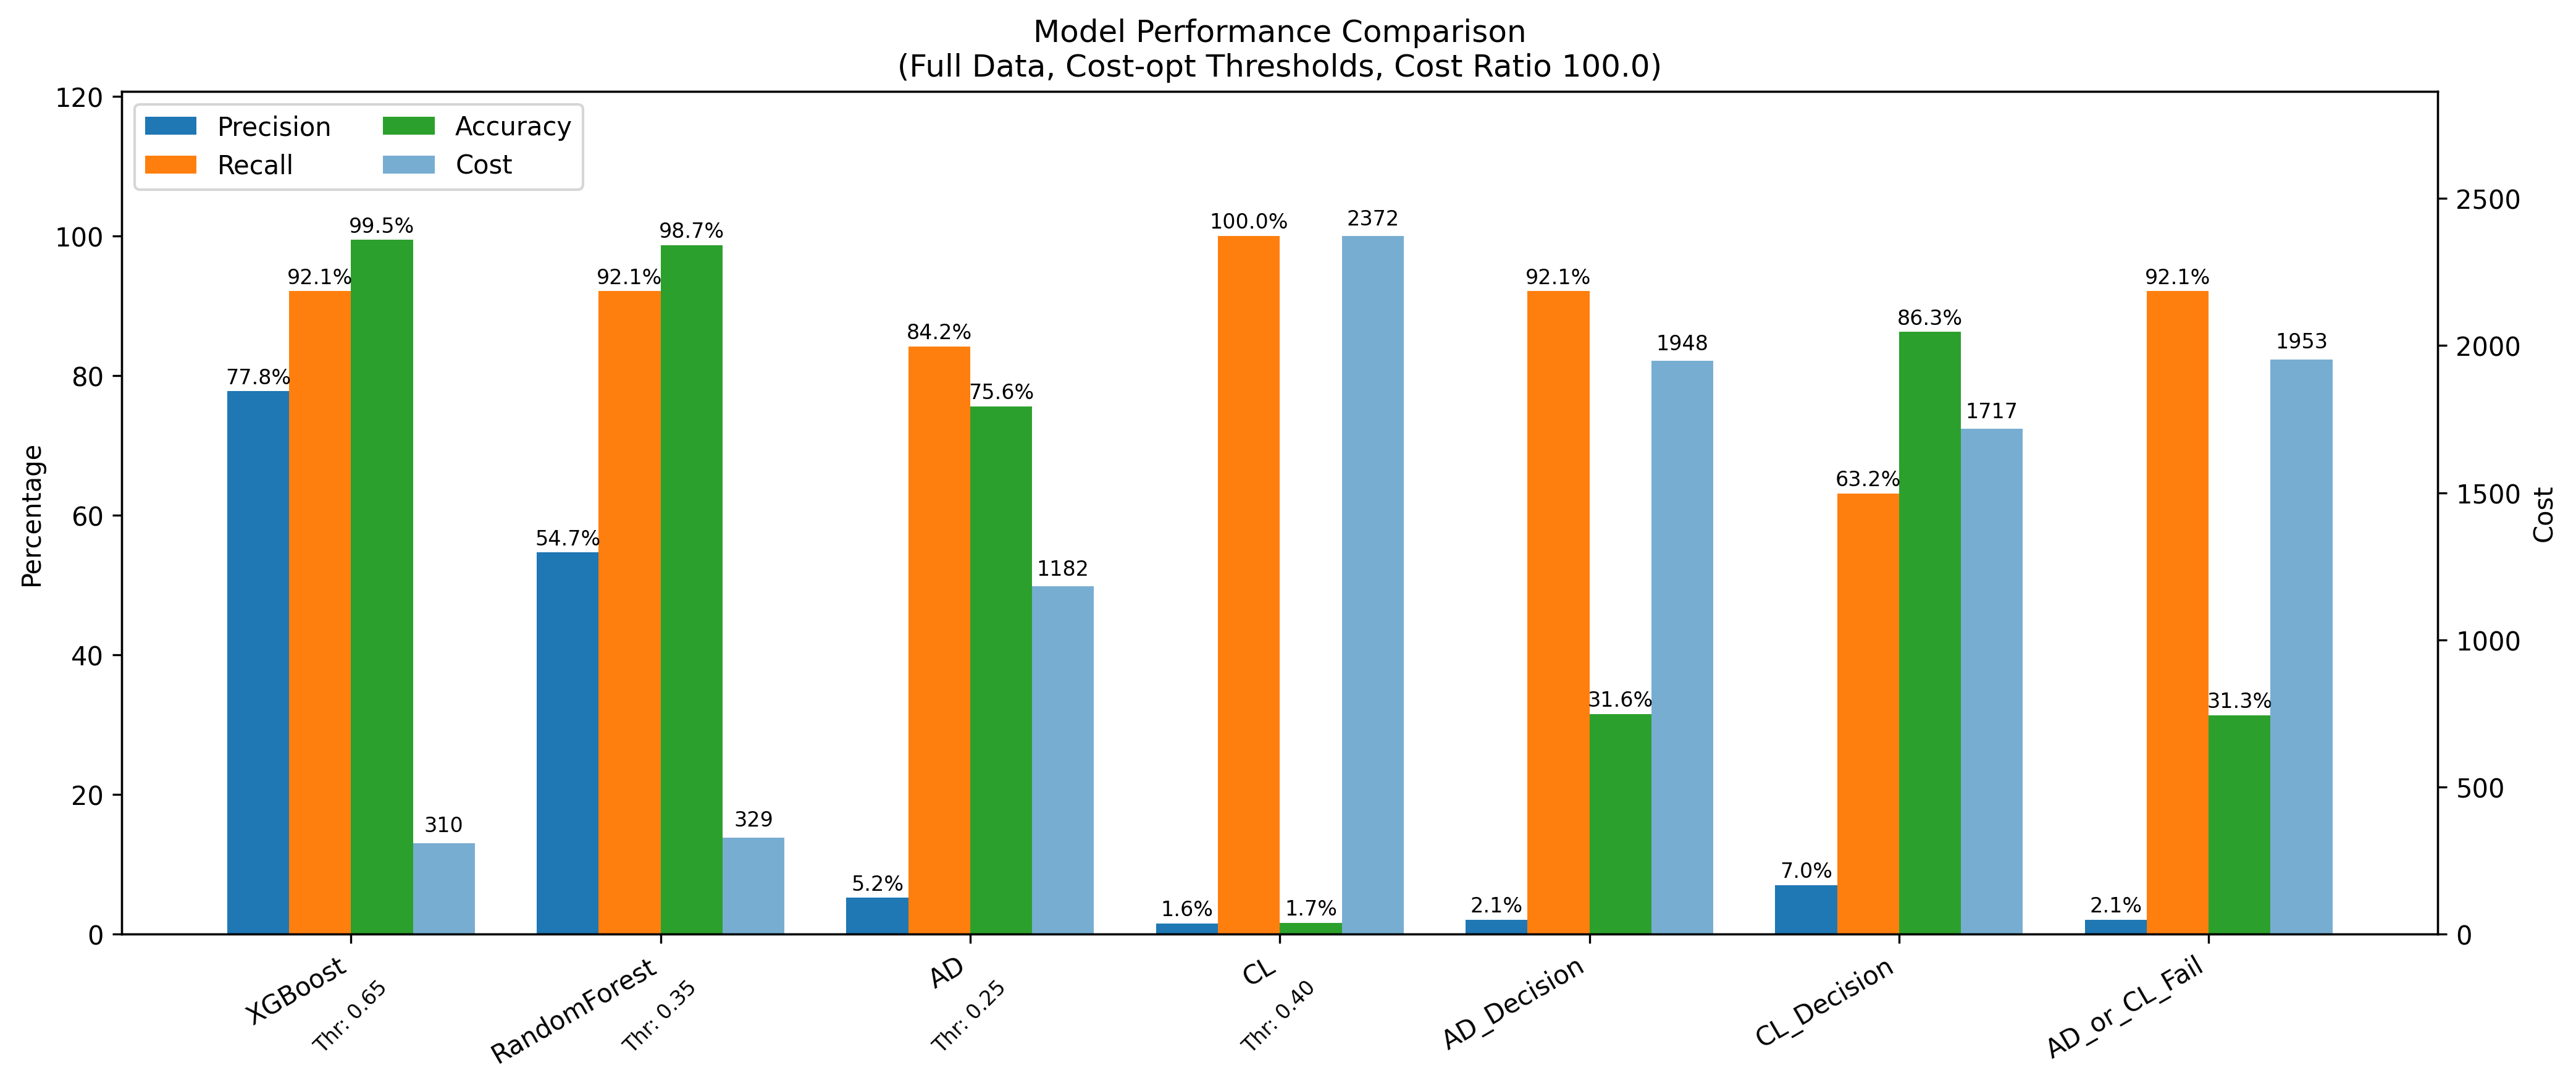 Model Performance Comparison
(Full Data, Cost-opt Thresholds, Cost Ratio 100.0)
Precision
Recall
Accuracy
Cost
Percentage
120
100
80
60
40
20
0
Cost
2500
2000
1500
1000
500
0
77.8%
92.1%
99.5%
310
54.7%
92.1%
98.7%
329
5.2%
84.2%
75.6%
1182
1.6%
100.0%
1.7%
2372
2.1%
92.1%
31.6%
1948
7.0%
63.2%
86.3%
1717
2.1%
92.1%
31.3%
1953
XGBoost
Thr: 0.65
RandomForest
Thr: 0.35
AD
Thr: 0.25
CL
Thr: 0.40
AD_Decision
CL_Decision
AD_or_CL_Fail